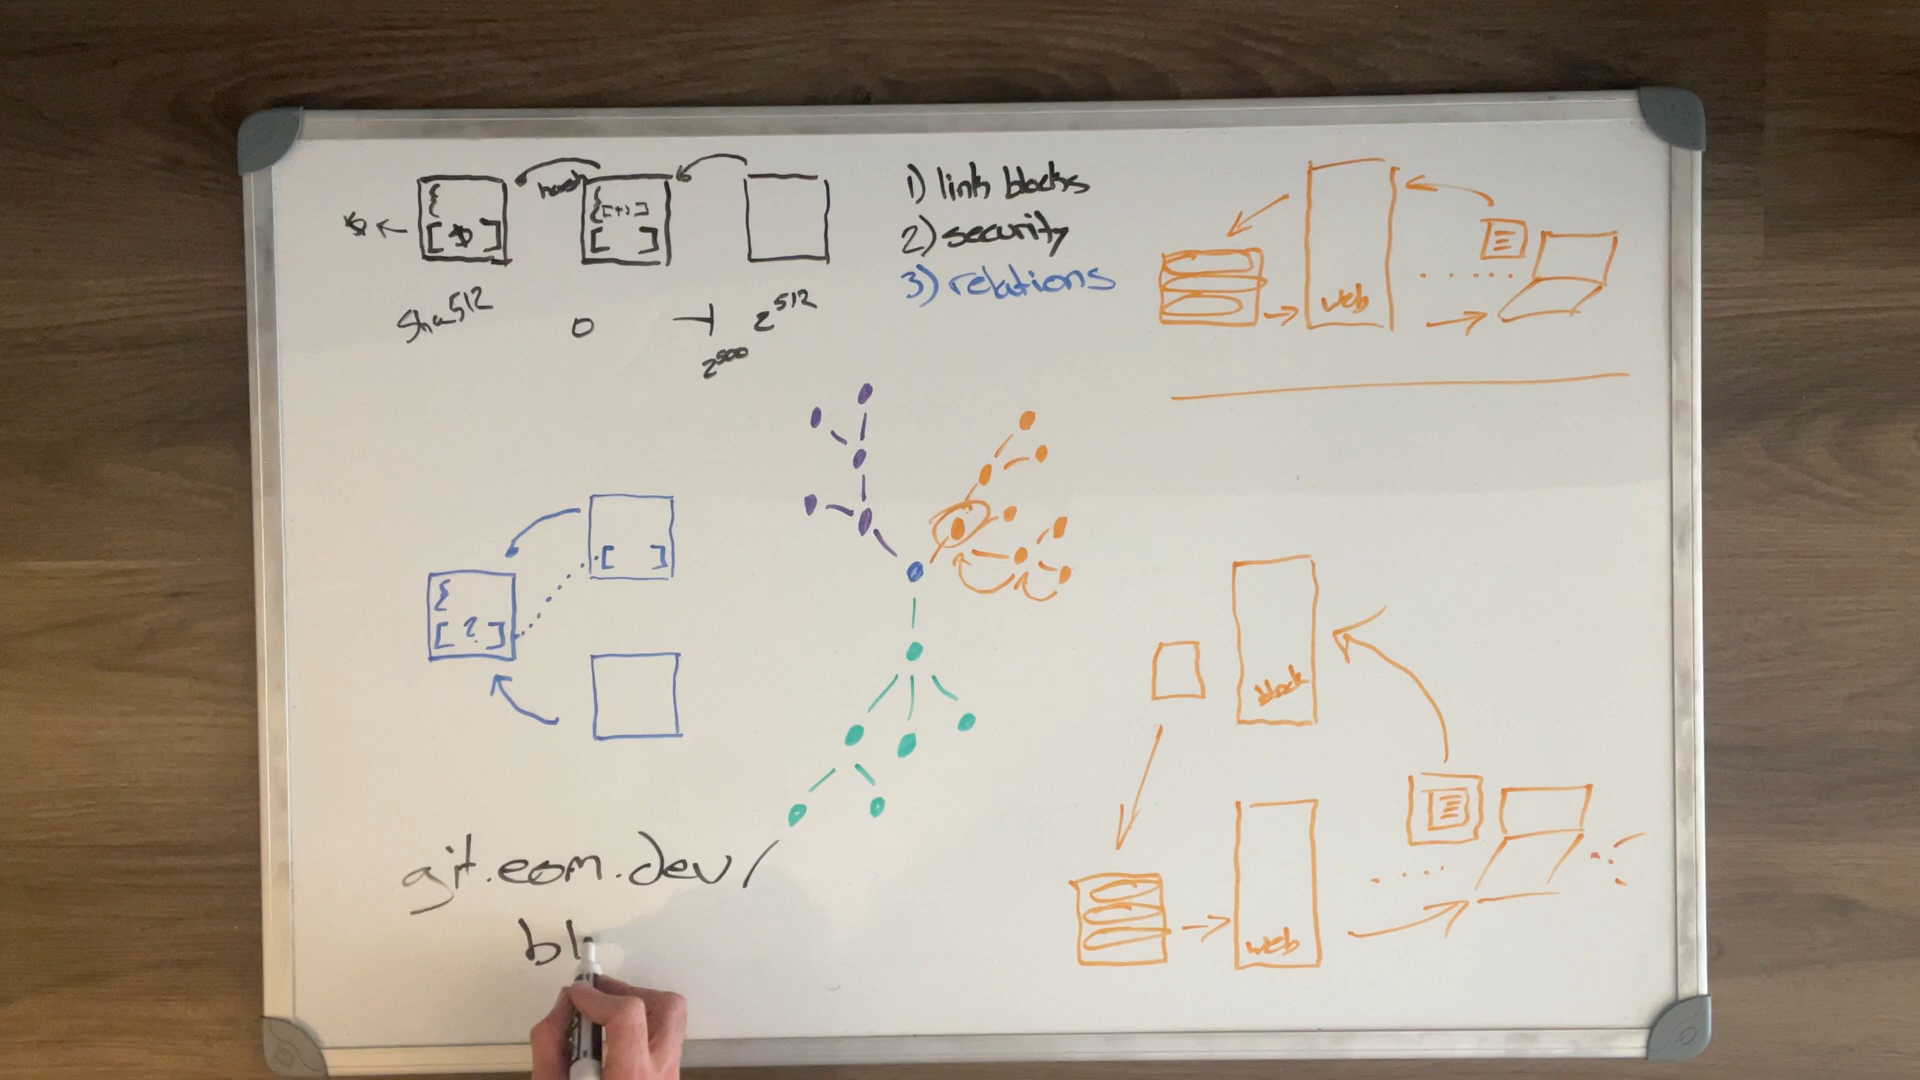 hash
{ {[+1]
[ ] [ ]
Sha512
0
2^512
2^500
1) link blocks
2) security
3) relations
web
{
[ ? ]
[ ]
block
web
git.eom.dev/
bl